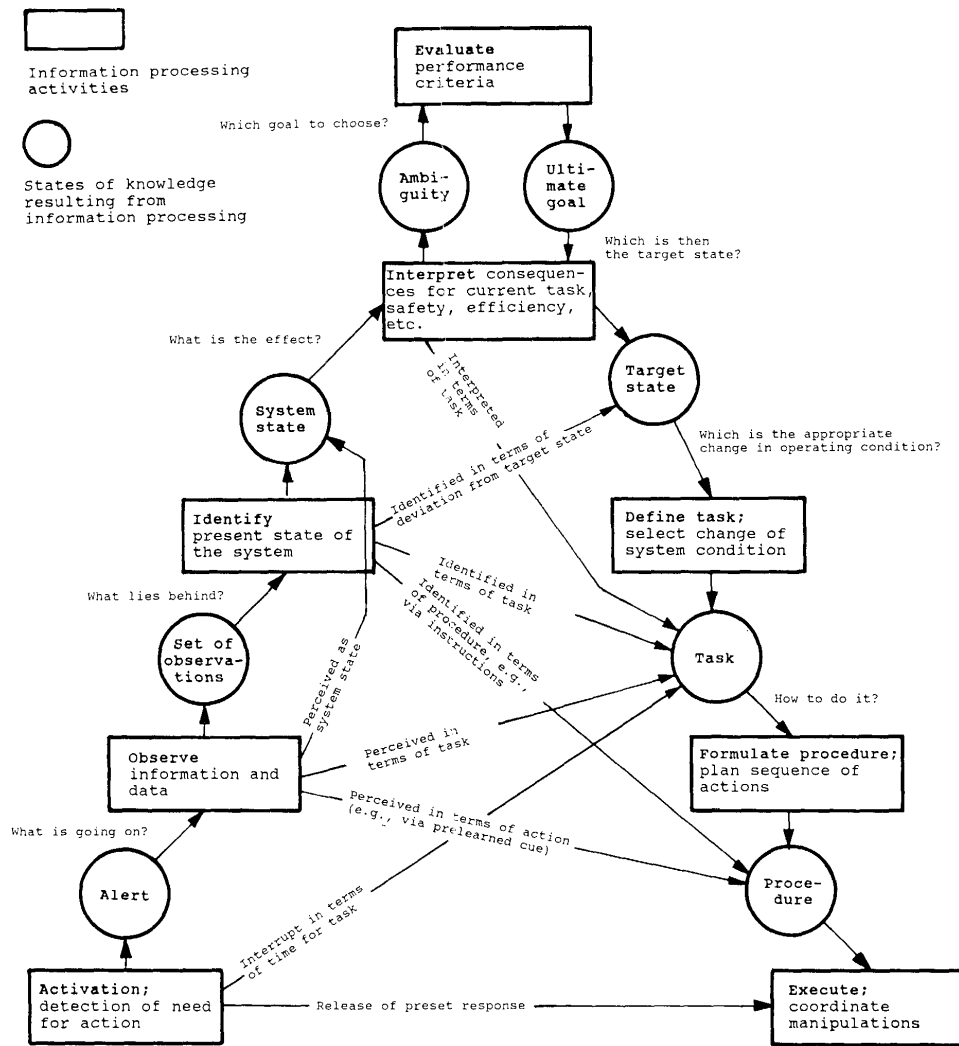 Information processing
activities
States of knowledge
resulting from
information processing
Evaluate
performance
criteria
Which goal to choose?
Ambi-
guity
Ulti-
mate
goal
Which is then
the target state?
Interpret consequen-
ces for current task,
safety, efficiency,
etc.
What is the effect?
Interpreted
in terms
of task
Target
state
System
state
Which is the appropriate
change in operating condition?
Identified in terms of
deviation from target state
Identify
present state of
the system
Define task;
select change of
system condition
Identified in
terms of task
What lies behind?
Identified in terms
of procedure, e.g.,
via instructions
Set of
observa-
tions
Task
Perceived as
system state
How to do it?
Perceived in
terms of task
Observe
information and
data
Formulate procedure;
plan sequence of
actions
Perceived in terms of action
(e.g., via prelearned cue)
What is going on?
Alert
Proce-
dure
Interrupt in terms
of time for task
Activation;
detection of need
for action
Release of preset response
Execute;
coordinate
manipulations